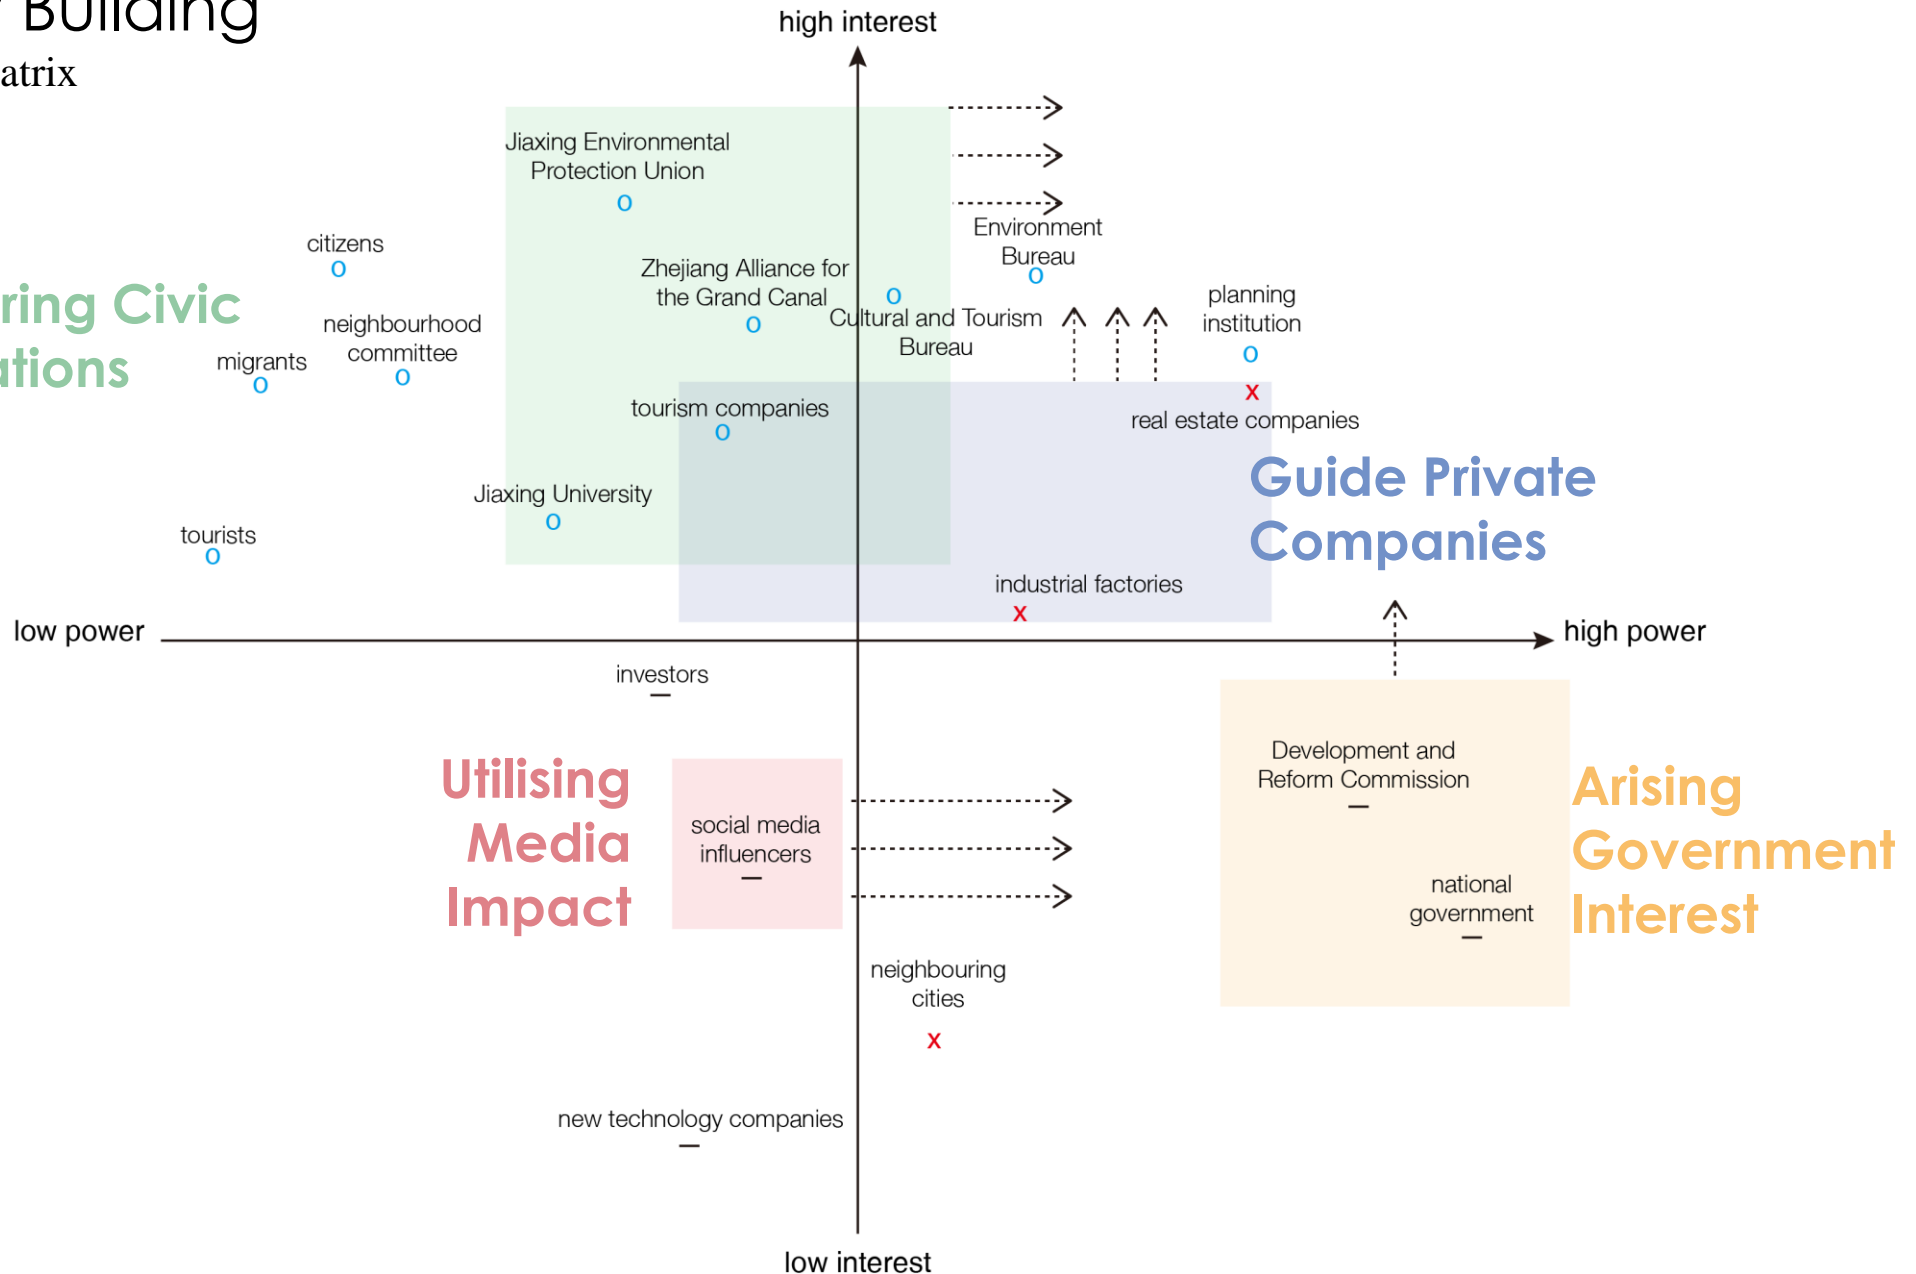 Building
atrix
high interest
Jiaxing Environmental
Protection Union
o
citizens
o
Environment
Bureau
o
Zhejiang Alliance for
the Grand Canal
o
o
Cultural and Tourism
Bureau
planning
institution
o
ring Civic
ations
neighbourhood
committee
o
migrants
o
x
real estate companies
tourism companies
o
Guide Private
Companies
Jiaxing University
o
tourists
o
industrial factories
x
low power
high power
investors
–
Utilising
Media
Impact
social media
influencers
–
Development and
Reform Commission
–
national
government
–
Arising
Government
Interest
neighbouring
cities
x
new technology companies
–
low interest